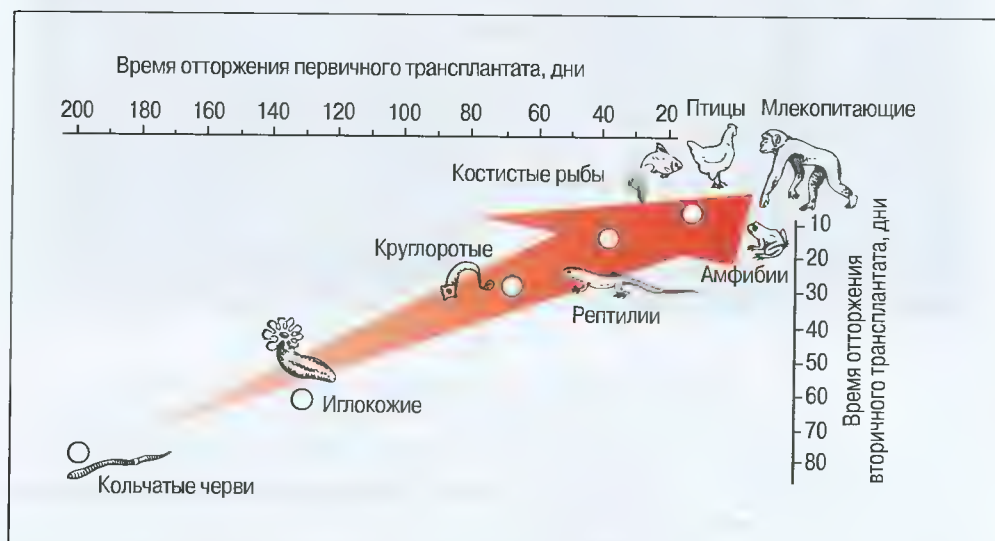 Время отторжения первичного трансплантата, дни
200 180 160 140 120 100 80 60 40 20
Птицы
Млекопитающие
Костистые рыбы
10
20
30
40
50
60
70
80
Время отторжения
вторичного трансплантата, дни
Круглоротые
Амфибии
Рептилии
Иглокожие
Кольчатые черви